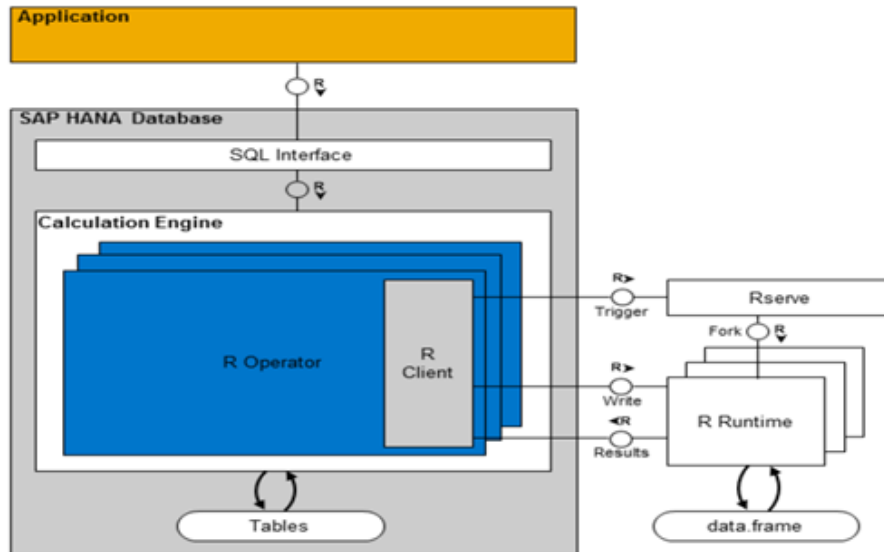 Application
R
SAP HANA Database
SQL Interface
R
Calculation Engine
R Operator
R
Client
R
Trigger
Rserve
Fork
R
R
Write
R Runtime
R
Results
Tables
data.frame